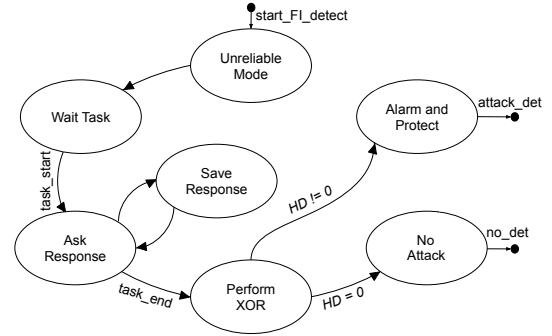 start_FI_detect
Unreliable
Mode
Wait Task
Alarm and
Protect
attack_det
task_start
Save
Response
HD != 0
Ask
Response
No
Attack
no_det
task_end
Perform
XOR
HD = 0